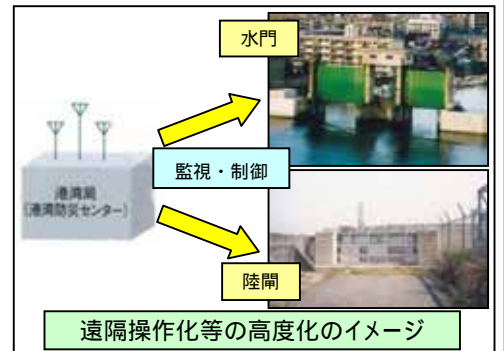 水門
監視・制御
港湾局
(港湾防災センター)
陸閘
遠隔操作化等の高度化のイメージ